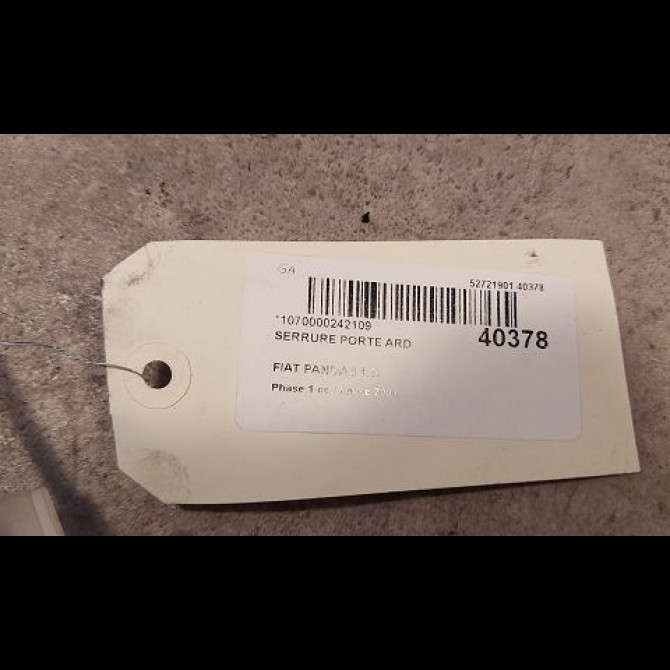 GA
52721901 40378
*1070000242109
40378
SERRURE PORTE ARD
FIAT PANDA
Phase 1